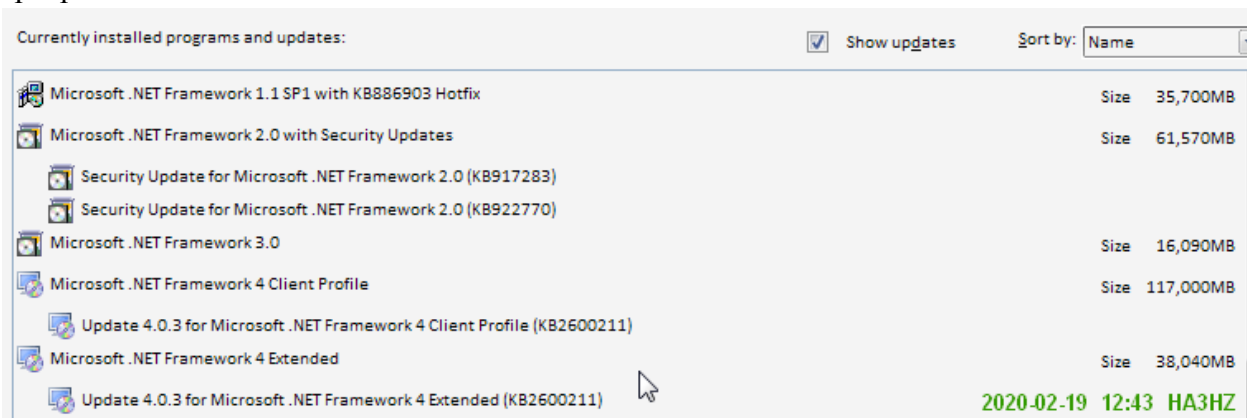 Currently installed programs and updates: Show updates Sort by: Name
Microsoft .NET Framework 1.1 SP1 with KB886903 Hotfix Size 35,700MB
Microsoft .NET Framework 2.0 with Security Updates Size 61,570MB
Security Update for Microsoft .NET Framework 2.0 (KB917283)
Security Update for Microsoft .NET Framework 2.0 (KB922770)
Microsoft .NET Framework 3.0 Size 16,090MB
Microsoft .NET Framework 4 Client Profile Size 117,000MB
Update 4.0.3 for Microsoft .NET Framework 4 Client Profile (KB2600211)
Microsoft .NET Framework 4 Extended Size 38,040MB
Update 4.0.3 for Microsoft .NET Framework 4 Extended (KB2600211) 2020-02-19 12:43 HA3HZ